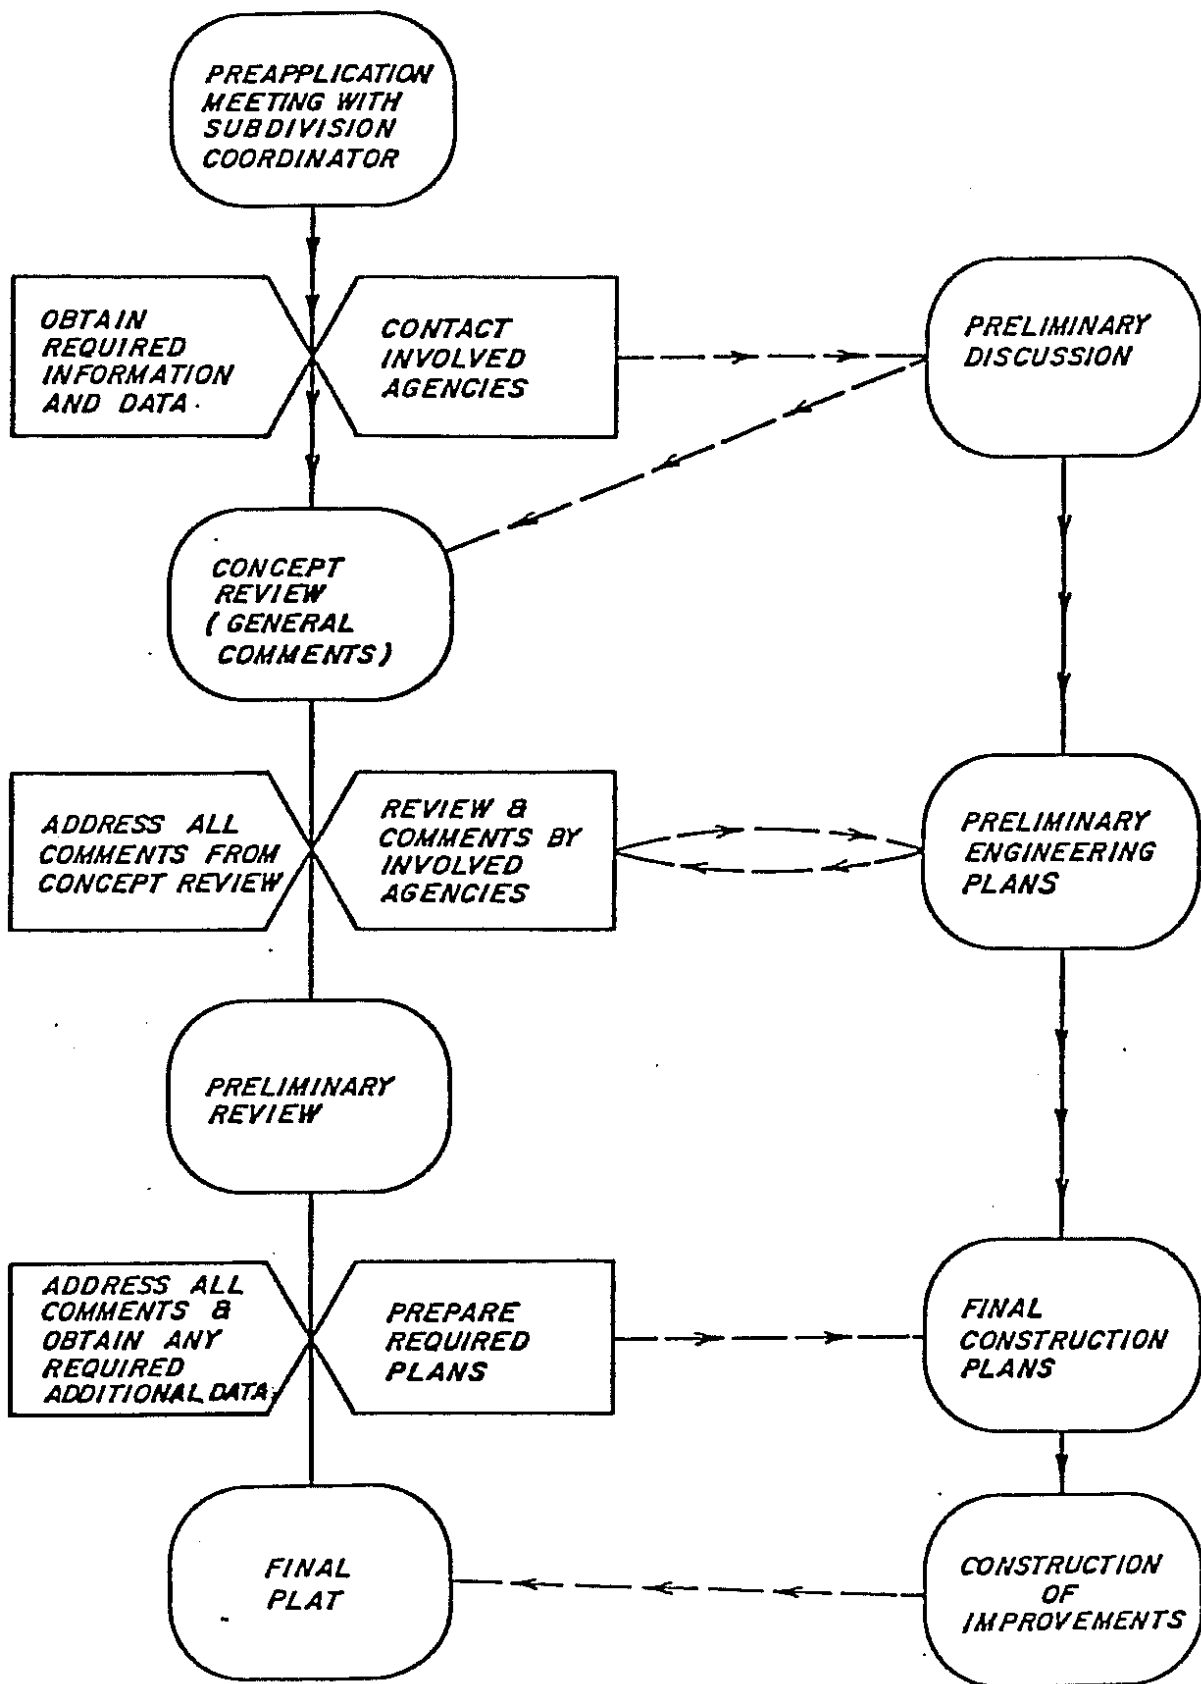 PREAPPLICATION
MEETING WITH
SUBDIVISION
COORDINATOR
OBTAIN
REQUIRED
INFORMATION
AND DATA.
CONTACT
INVOLVED
AGENCIES
PRELIMINARY
DISCUSSION
CONCEPT
REVIEW
(GENERAL
COMMENTS)
ADDRESS ALL
COMMENTS FROM
CONCEPT REVIEW
REVIEW &
COMMENTS BY
INVOLVED
AGENCIES
PRELIMINARY
ENGINEERING
PLANS
PRELIMINARY
REVIEW
ADDRESS ALL
COMMENTS &
OBTAIN ANY
REQUIRED
ADDITIONAL DATA.
PREPARE
REQUIRED
PLANS
FINAL
CONSTRUCTION
PLANS
FINAL
PLAT
CONSTRUCTION
OF
IMPROVEMENTS